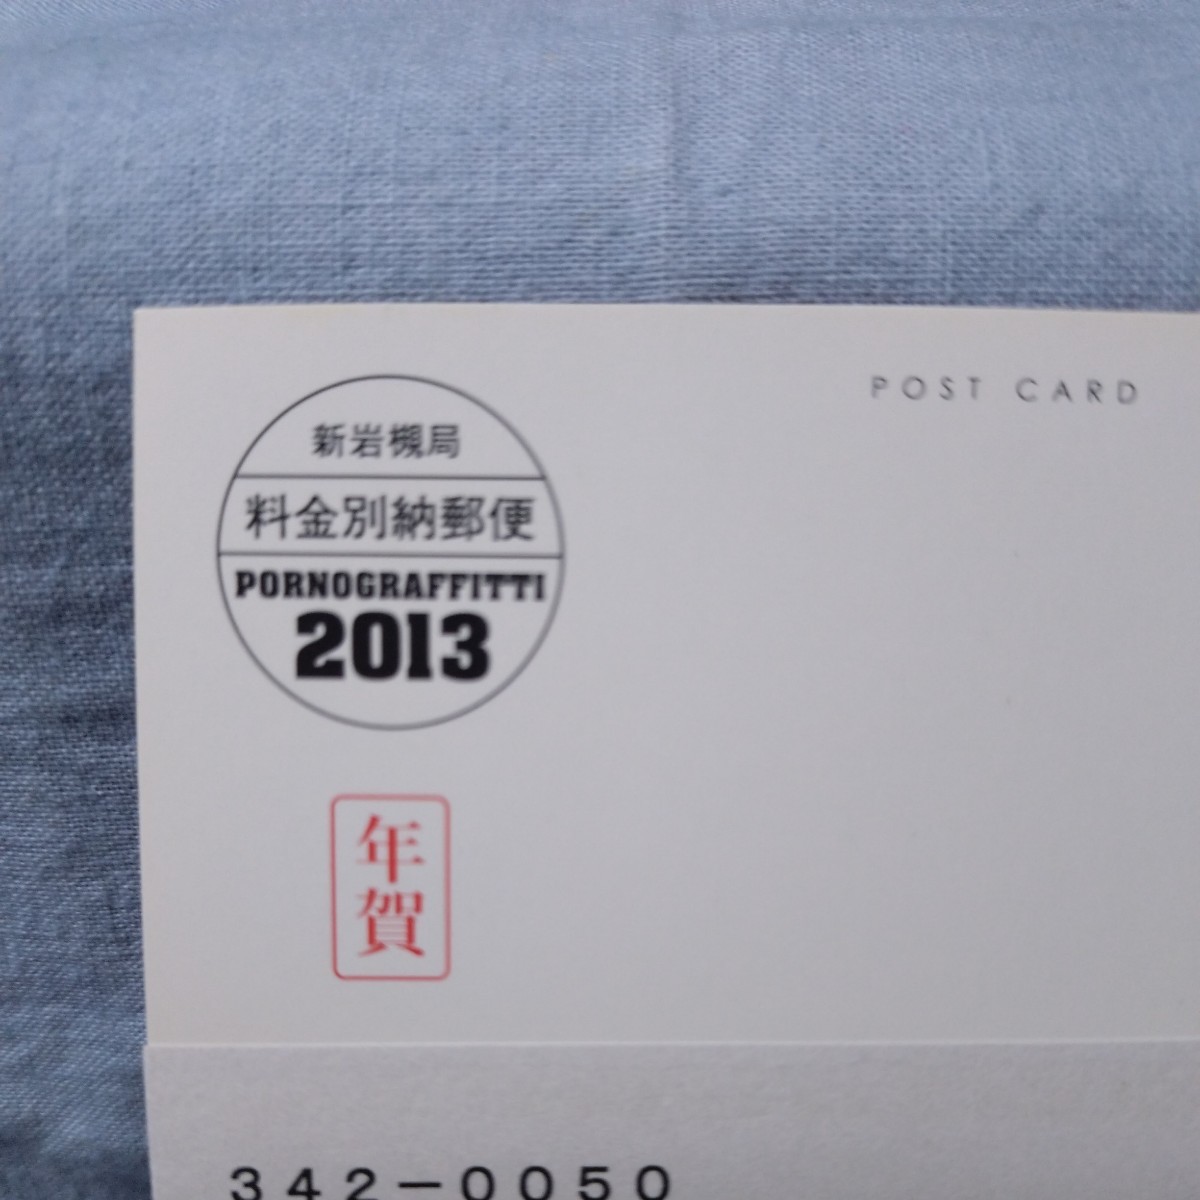 POST CARD
新岩槻局
料金別納郵便
PORNOGRAFFITTI
2013
年賀
342-0050